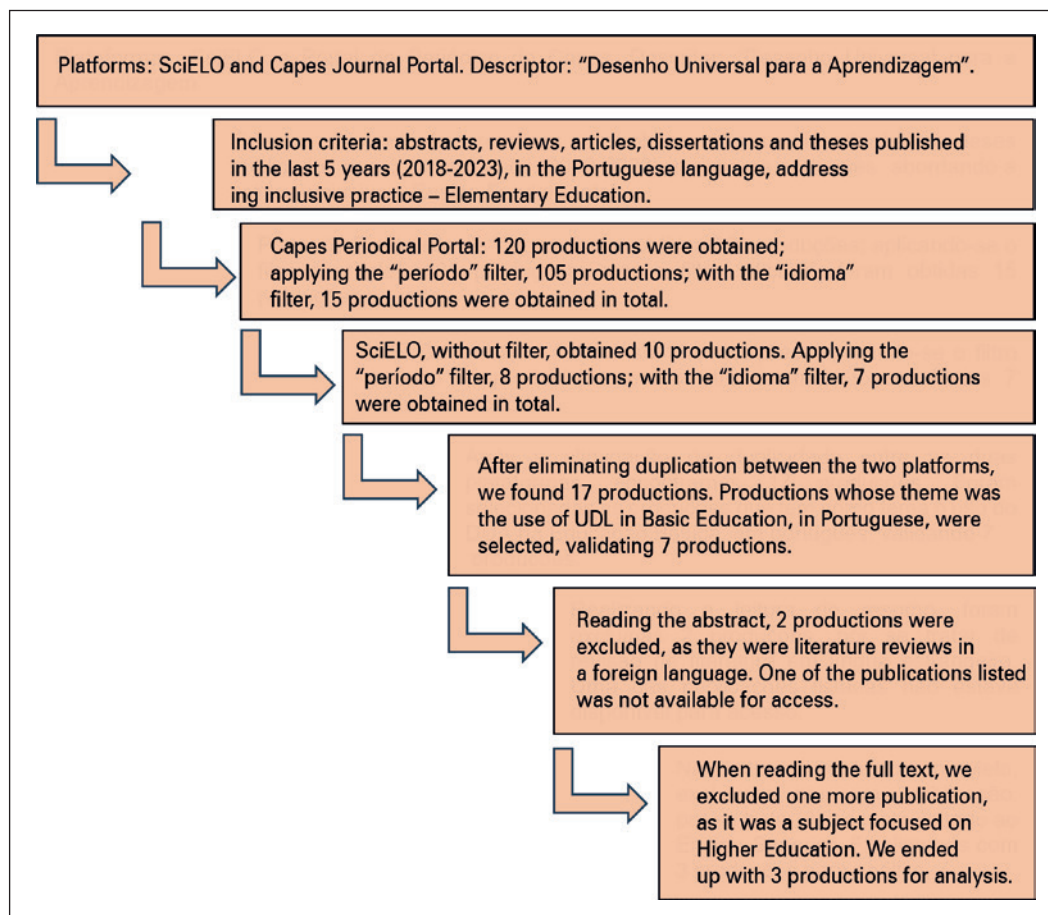 Platforms: SciELO and Capes Journal Portal. Descriptor: “Desenho Universal para a Aprendizagem”.
Inclusion criteria: abstracts, reviews, articles, dissertations and theses published
in the last 5 years (2018-2023), in the Portuguese language, address
ing inclusive practice – Elementary Education.
Capes Periodical Portal: 120 productions were obtained;
applying the “período” filter, 105 productions; with the “idioma”
filter, 15 productions were obtained in total.
SciELO, without filter, obtained 10 productions. Applying the
“período” filter, 8 productions; with the “idioma” filter, 7 productions
were obtained in total.
After eliminating duplication between the two platforms,
we found 17 productions. Productions whose theme was
the use of UDL in Basic Education, in Portuguese, were
selected, validating 7 productions.
Reading the abstract, 2 productions were
excluded, as they were literature reviews in
a foreign language. One of the publications listed
was not available for access.
When reading the full text, we
excluded one more publication,
as it was a subject focused on
Higher Education. We ended
up with 3 productions for analysis.